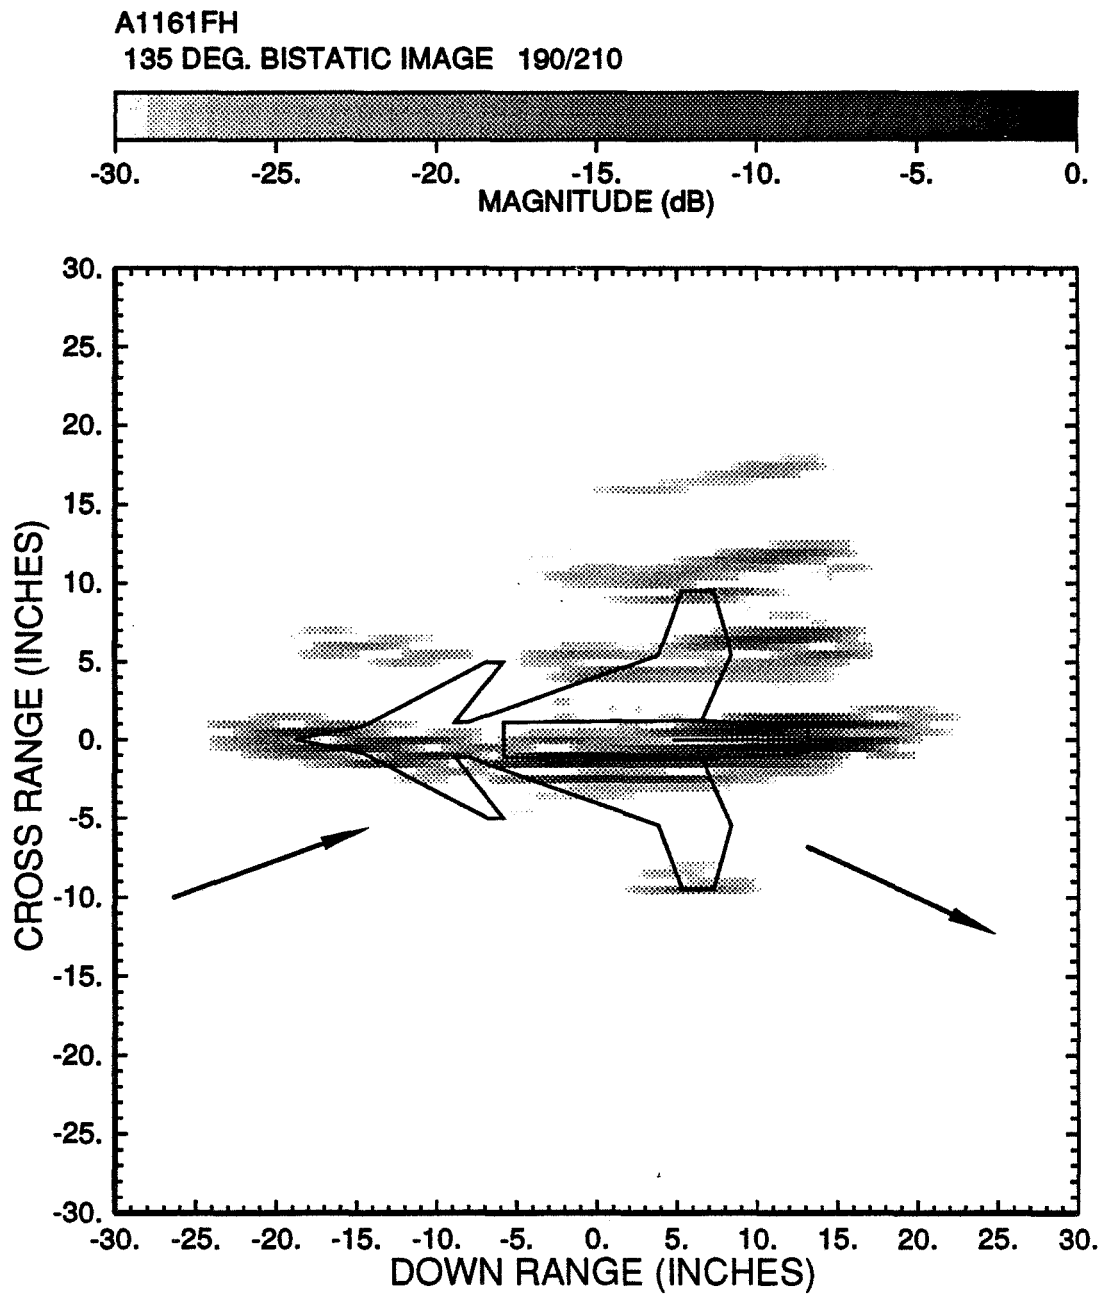 A1161FH
135 DEG. BISTATIC IMAGE 190/210
-30. -25. -20. -15. -10. -5. 0.
MAGNITUDE (dB)
30.
25.
20.
15.
10.
5.
0.
-5.
-10.
-15.
-20.
-25.
-30.
CROSS RANGE (INCHES)
-30. -25. -20. -15. -10. -5. 0. 5. 10. 15. 20. 25. 30.
DOWN RANGE (INCHES)